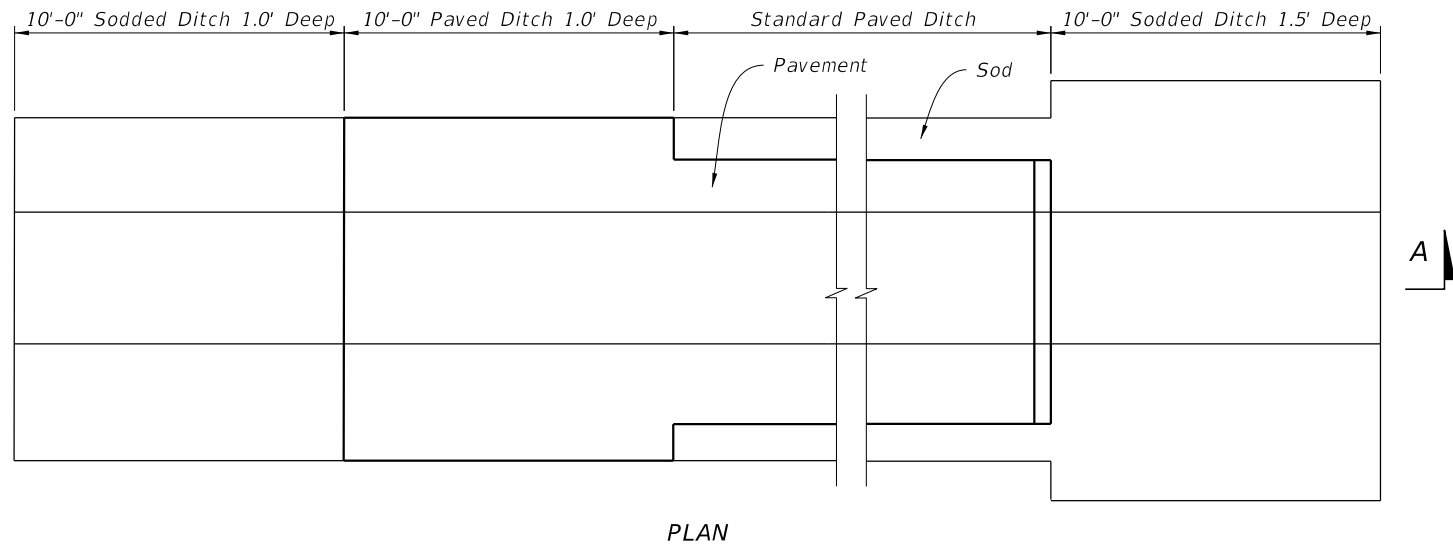 10'-0" Sodded Ditch 1.0' Deep
10'-0" Paved Ditch 1.0' Deep
Standard Paved Ditch
10'-0" Sodded Ditch 1.5' Deep
Pavement
Sod
A
PLAN